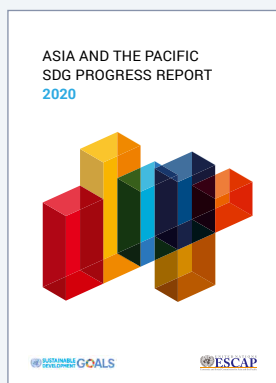 ASIA AND THE PACIFIC
SDG PROGRESS REPORT
2020
SUSTAINABLE
DEVELOPMENT GOALS
ESCAP